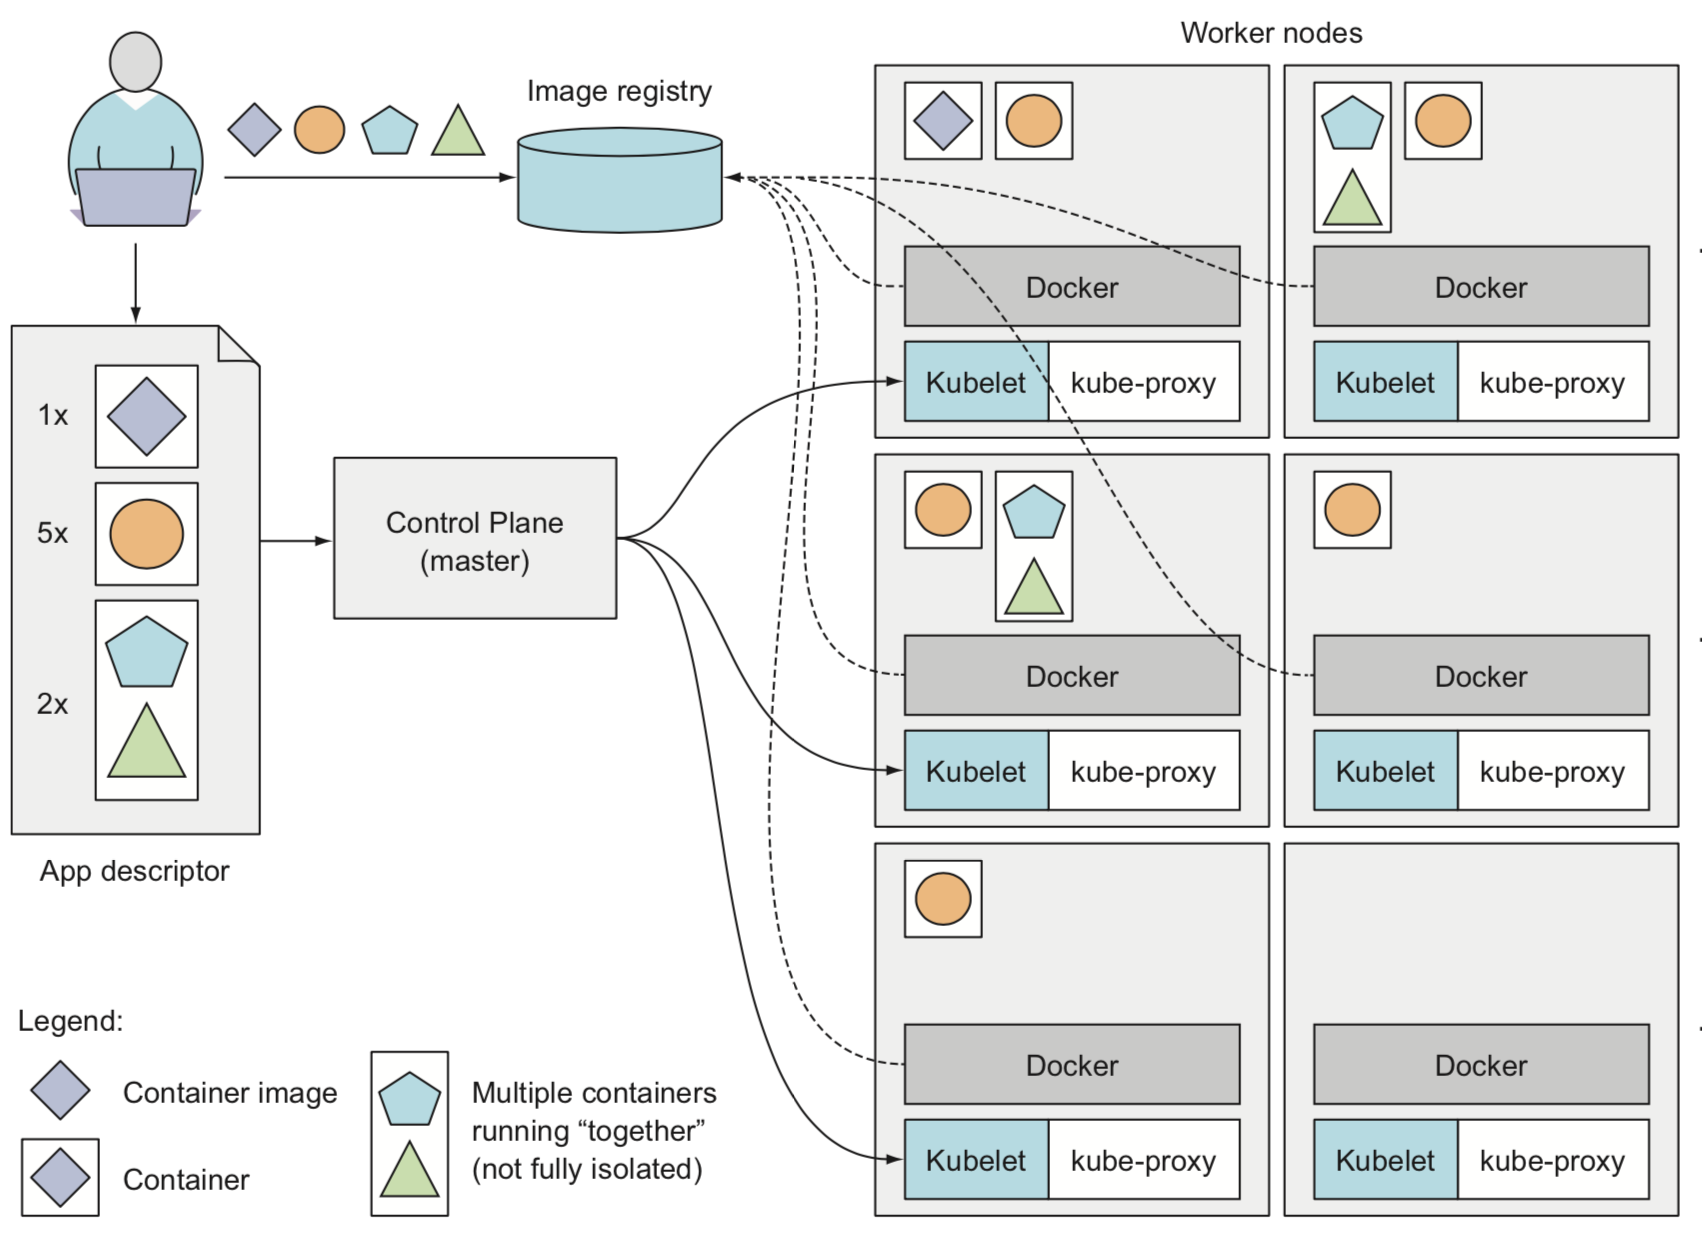 Worker nodes
Image registry
Docker
Kubelet kube-proxy
Docker
Kubelet kube-proxy
1x
5x
2x
App descriptor
Control Plane
(master)
Docker
Kubelet kube-proxy
Docker
Kubelet kube-proxy
Docker
Kubelet kube-proxy
Docker
Kubelet kube-proxy
Legend:
Container image
Container
Multiple containers
running “together”
(not fully isolated)